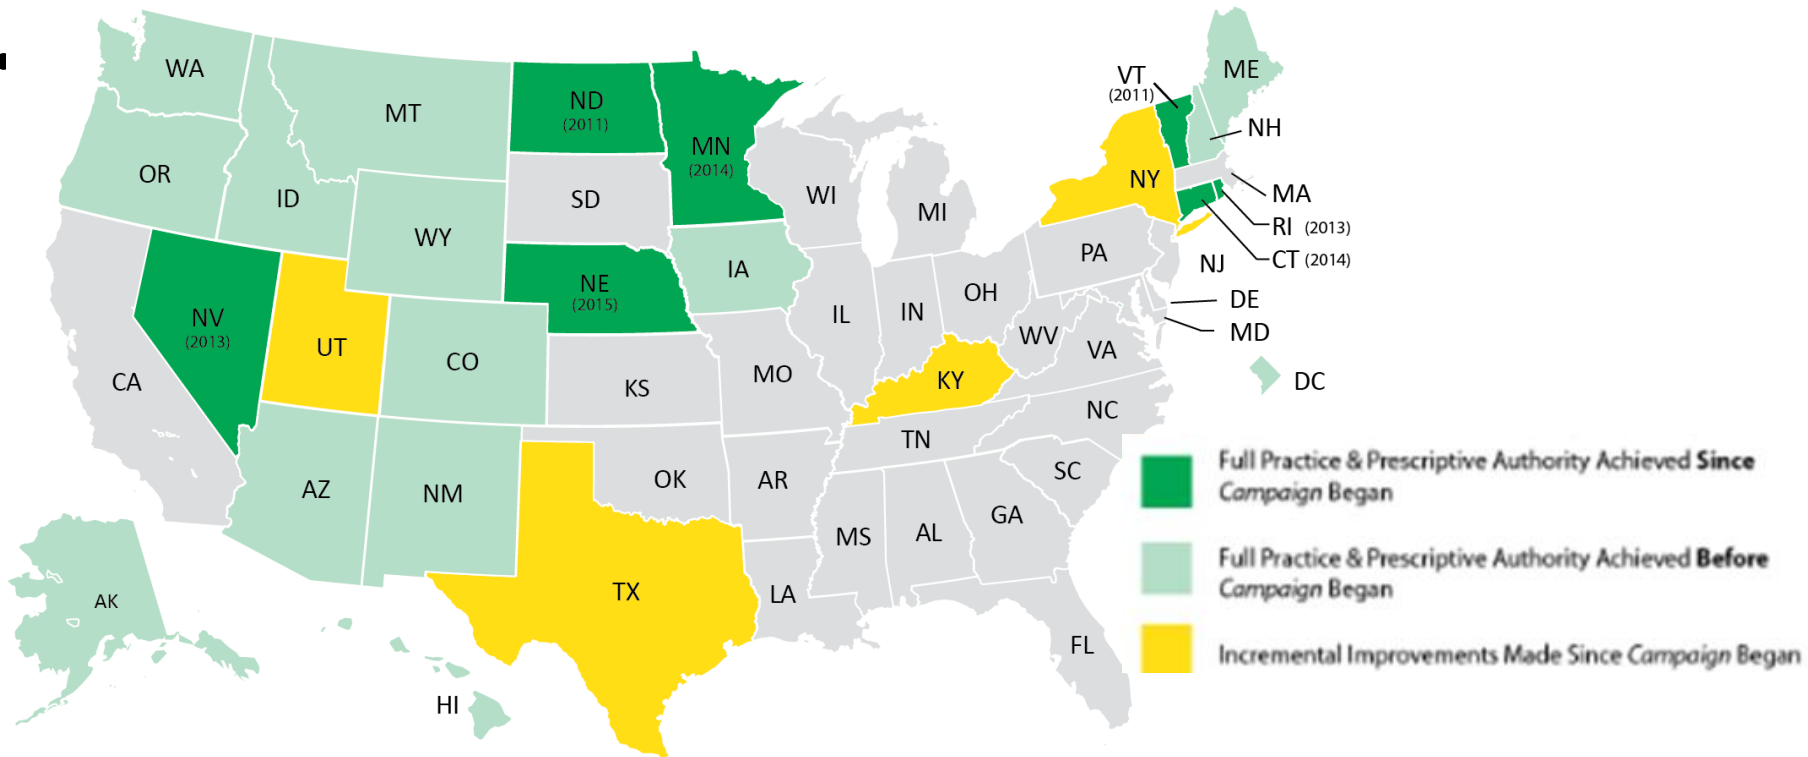 WA
MT
ND
(2011)
MN
(2014)
VT
(2011)
ME
NH
OR
ID
WY
SD
WI
MI
NY
MA
RI (2013)
CT (2014)
NV
(2013)
UT
CO
NE
(2015)
IA
IL
IN
OH
PA
NJ
DE
MD
DC
CA
KS
MO
KY
WV
VA
NC
TN
SC
AZ
NM
OK
AR
MS
AL
GA
TX
LA
FL
AK
HI
Full Practice & Prescriptive Authority Achieved Since
Campaign Began
Full Practice & Prescriptive Authority Achieved Before
Campaign Began
Incremental Improvements Made Since Campaign Began